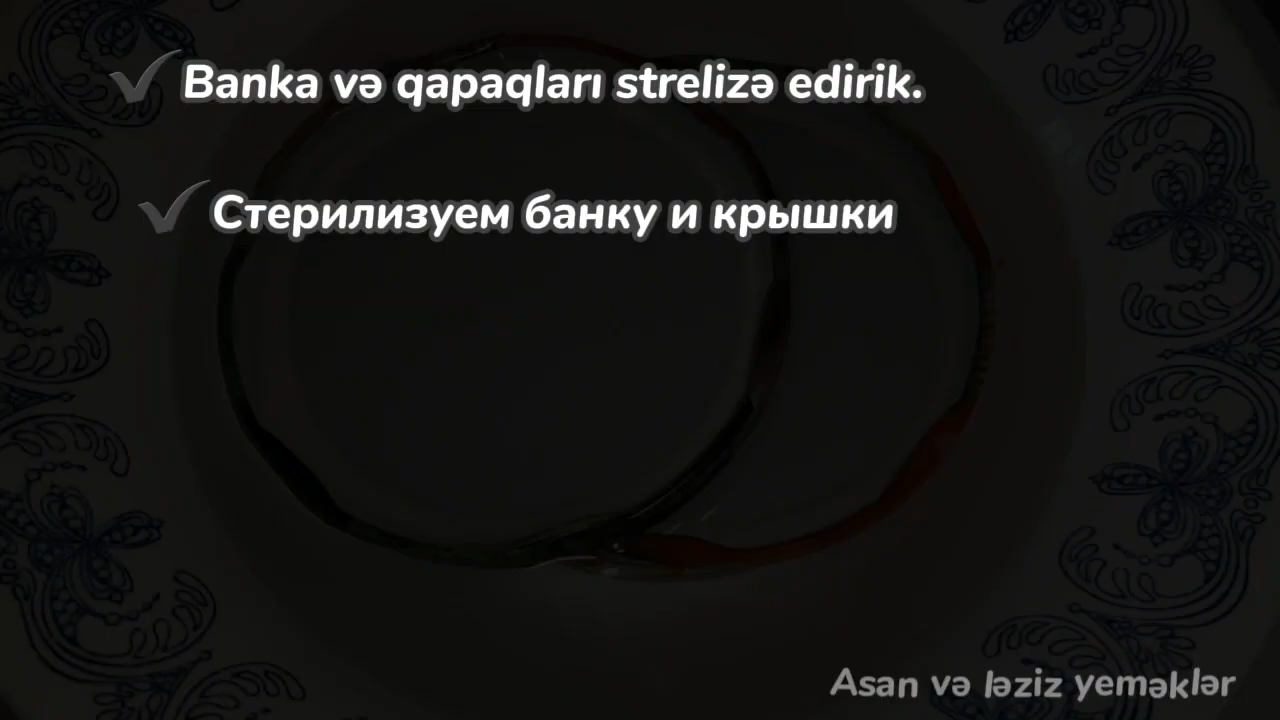 Banka və qapaqları strelizə edirik.
Стерилизуем банку и крышки
Asan və ləziz yeməklər